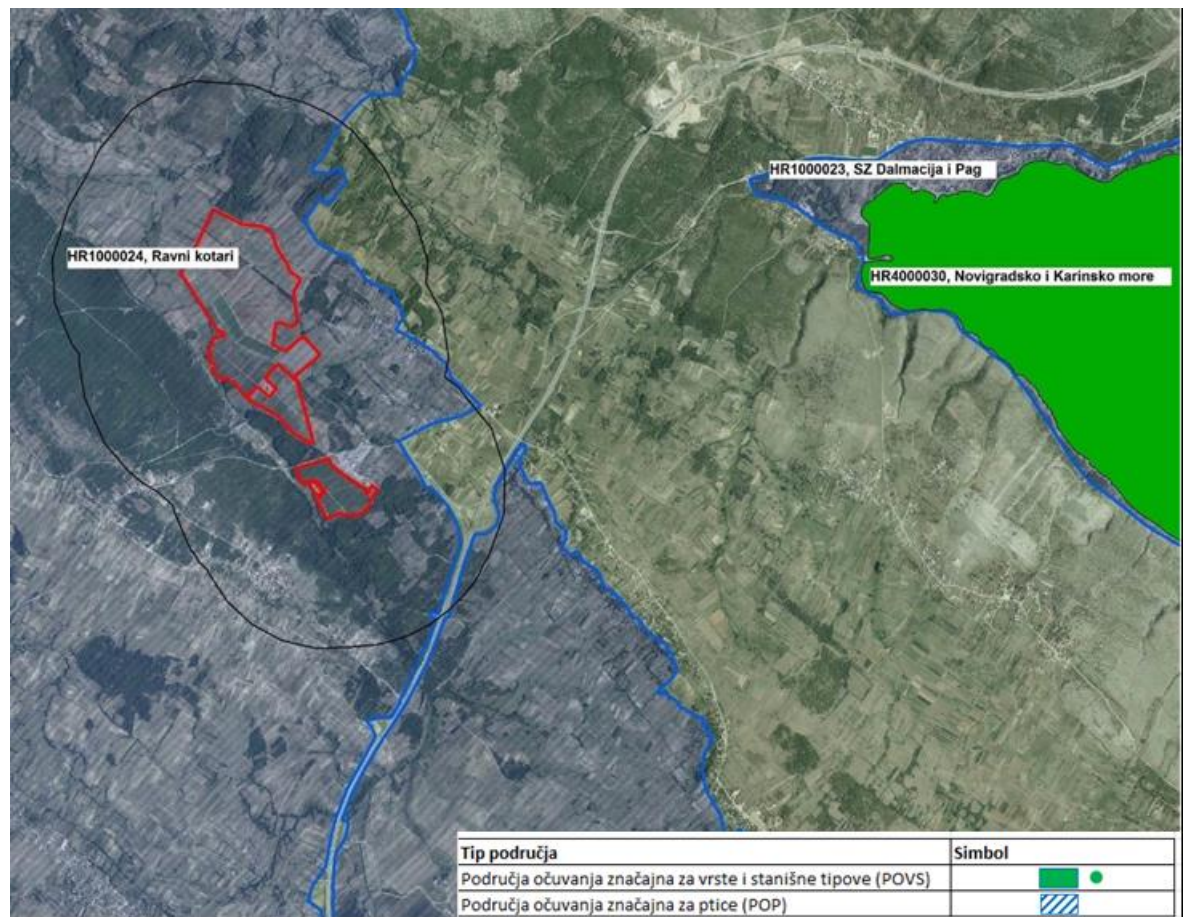 HR1000023, SZ Dalmacija i Pag
HR1000024, Ravni kotari
HR4000030, Novigradsko i Karinsko more
Tip područja Simbol
Područja očuvanja značajna za vrste i stanišne tipove (POVS)
Područja očuvanja značajna za ptice (POP)